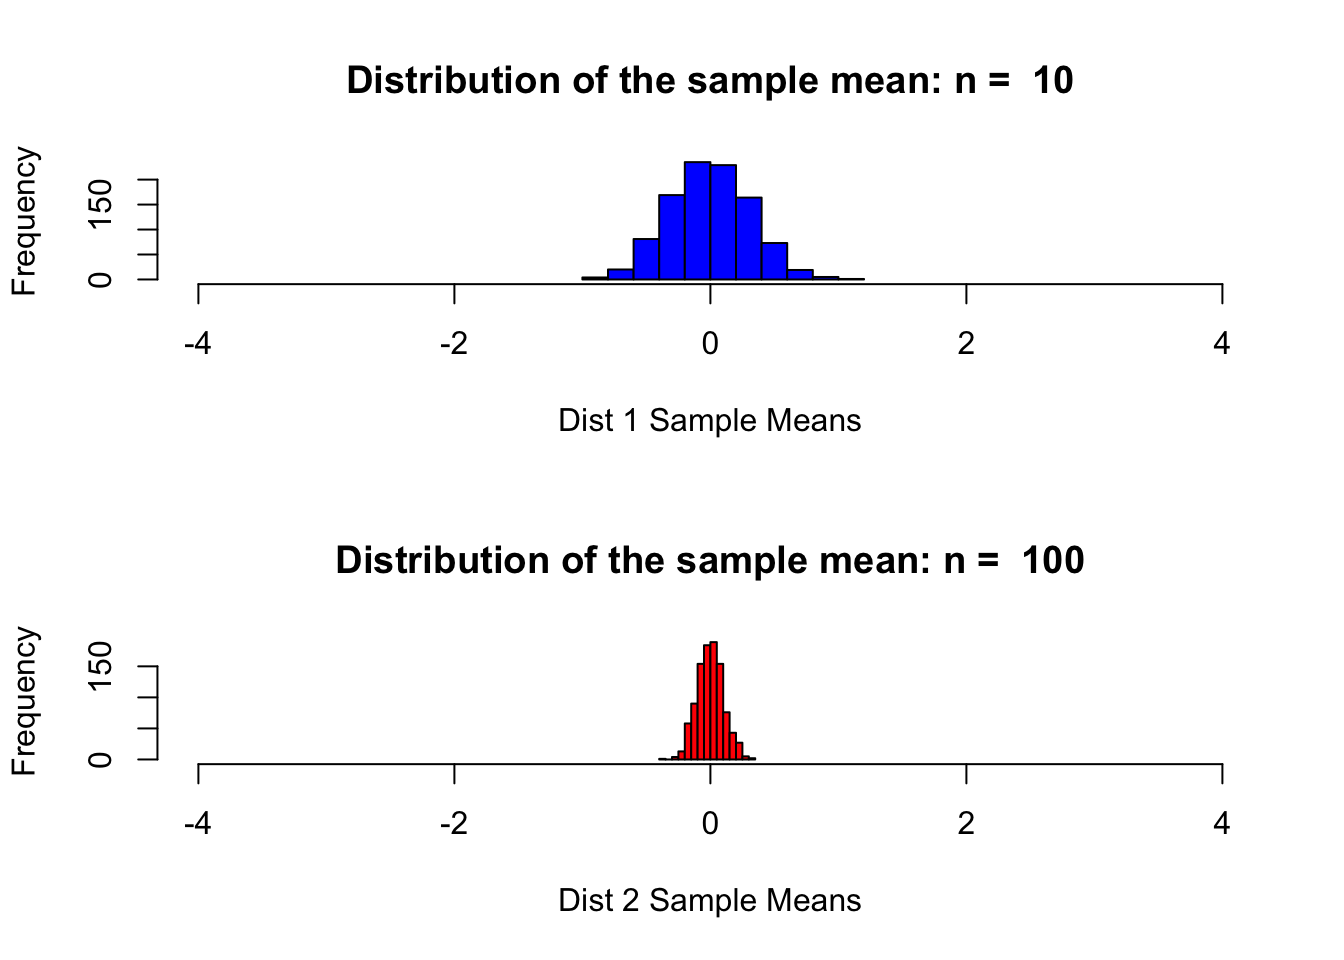 Distribution of the sample mean: n =  10
Frequency
150
0
-4 -2 0 2 4
Dist 1 Sample Means
Distribution of the sample mean: n =  100
Frequency
150
0
-4 -2 0 2 4
Dist 2 Sample Means